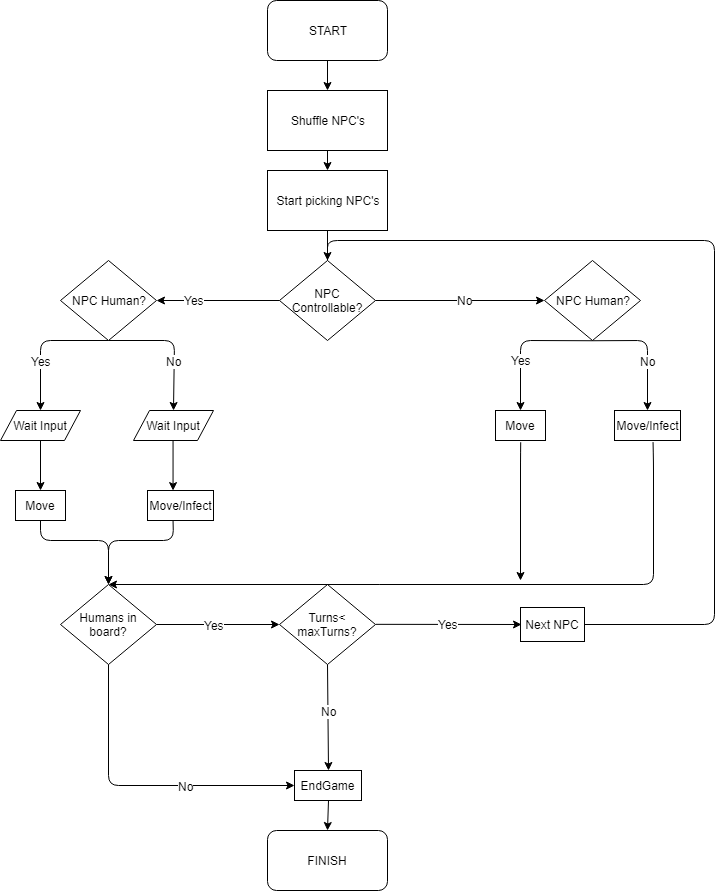 START
Shuffle NPC's
Start picking NPC's
NPC Human?
Yes
NPC
Controllable?
No
NPC Human?
Yes
No
Yes
No
Wait Input
Wait Input
Move
Move/Infect
Move
Move/Infect
Humans in
board?
Yes
Turns<
maxTurns?
Yes
Next NPC
No
No
EndGame
FINISH